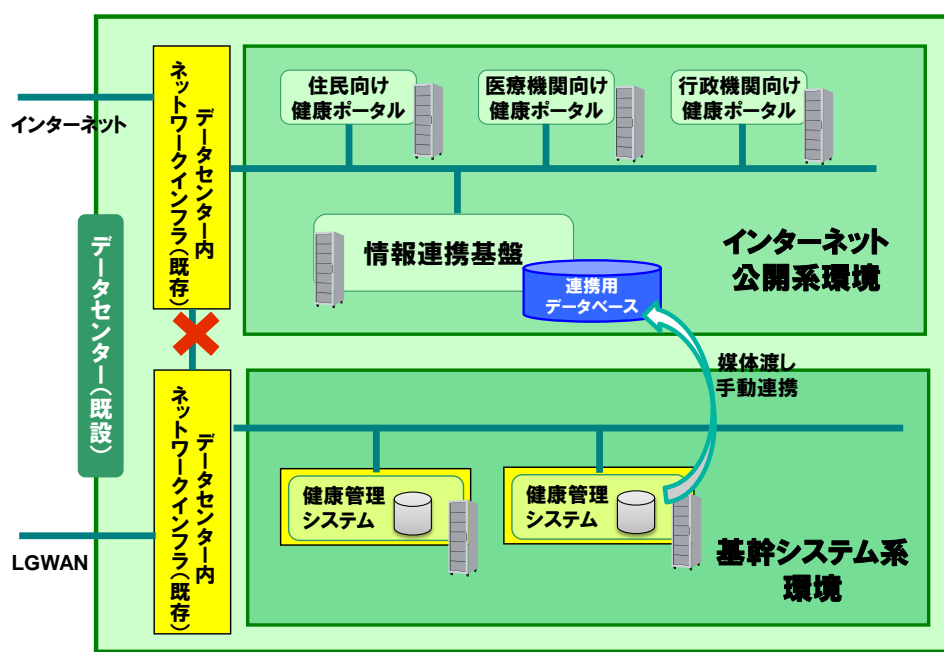 インターネット
データセンター内
ネットワークインフラ(既存)
住民向け
健康ポータル
医療機関向け
健康ポータル
行政機関向け
健康ポータル
情報連携基盤
連携用
データベース
インターネット
公開系環境
データセンター(既設)
媒体渡し
手動連携
データセンター内
ネットワークインフラ(既存)
健康管理
システム
健康管理
システム
LGWAN
基幹システム系
環境